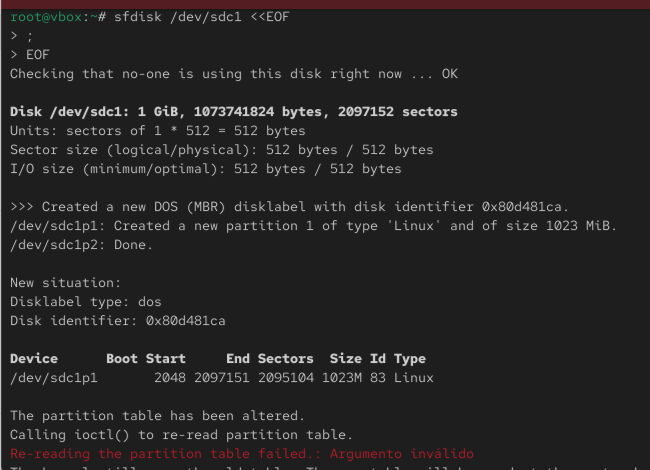 root@vbox:~# sfdisk /dev/sdc1 <<EOF
> ;
> EOF
Checking that no-one is using this disk right now ... OK
Disk /dev/sdc1: 1 GiB, 1073741824 bytes, 2097152 sectors
Units: sectors of 1 * 512 = 512 bytes
Sector size (logical/physical): 512 bytes / 512 bytes
I/O size (minimum/optimal): 512 bytes / 512 bytes
>>> Created a new DOS (MBR) disklabel with disk identifier 0x80d481ca.
/dev/sdc1p1: Created a new partition 1 of type 'Linux' and of size 1023 MiB.
/dev/sdc1p2: Done.
New situation:
Disklabel type: dos
Disk identifier: 0x80d481ca
Device      Boot Start     End Sectors  Size Id Type
/dev/sdc1p1       2048 2097151 2095104 1023M 83 Linux
The partition table has been altered.
Calling ioctl() to re-read partition table.
Re-reading the partition table failed.: Argumento inválido